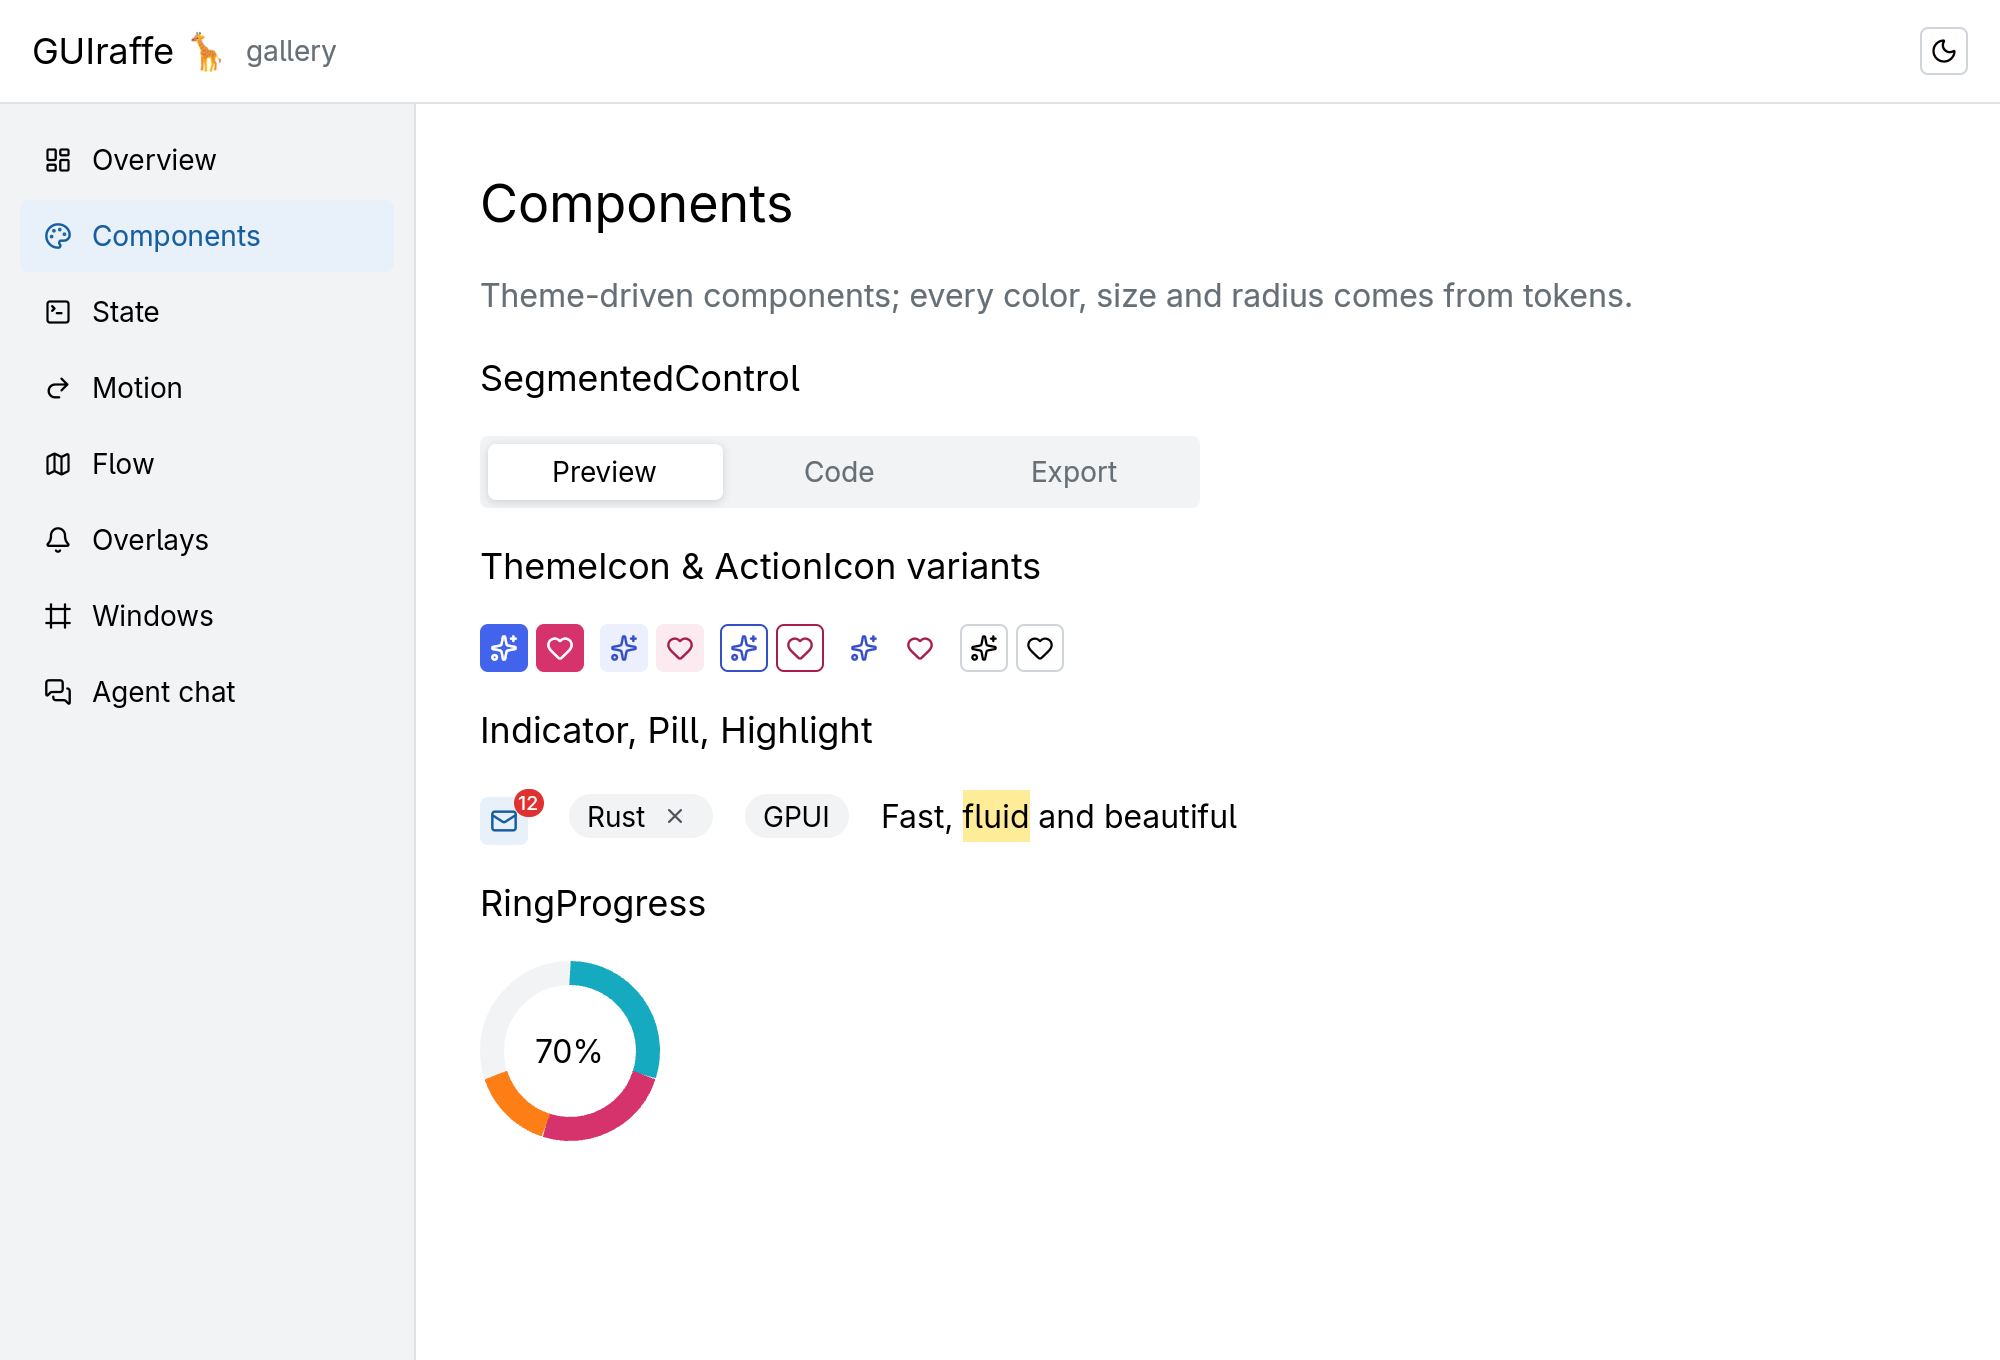 GUIraffe 🦒 gallery
Overview
Components
State
Motion
Flow
Overlays
Windows
Agent chat
Components
Theme-driven components; every color, size and radius comes from tokens.
SegmentedControl
Preview Code Export
ThemeIcon & ActionIcon variants
Indicator, Pill, Highlight
12 Rust GPUI Fast, fluid and beautiful
RingProgress
70%